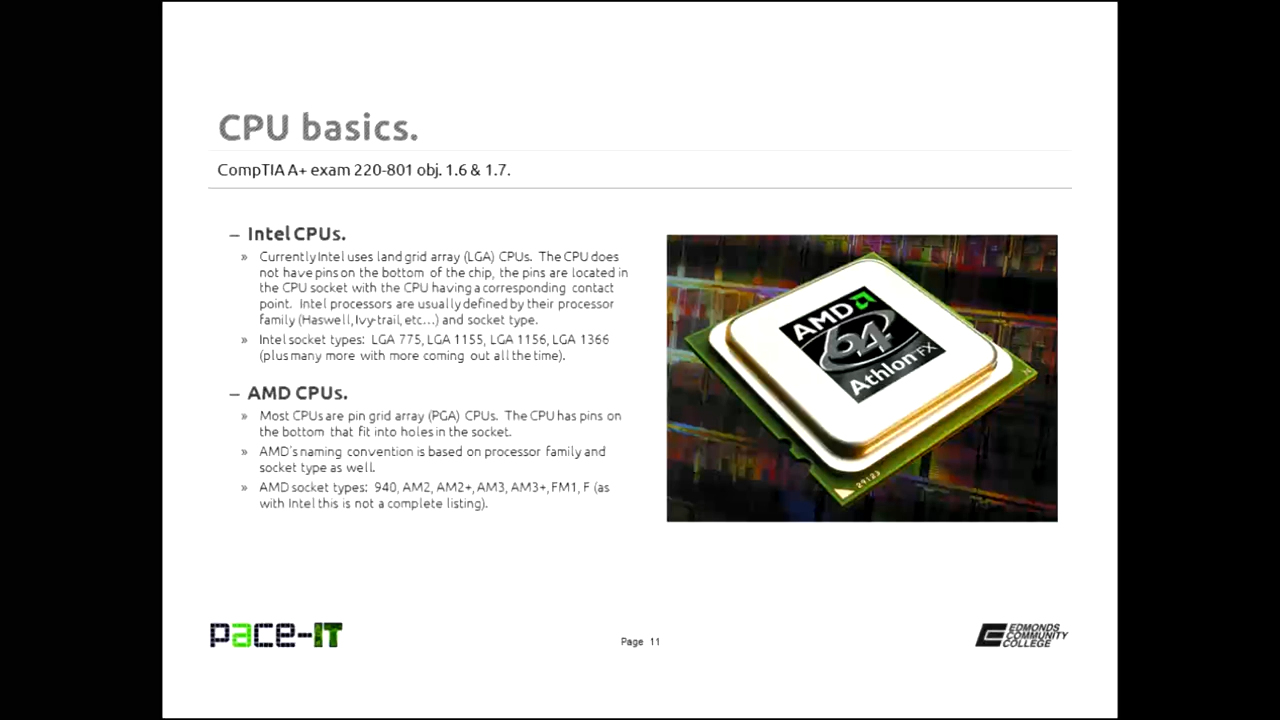 CPU basics.
CompTIA A+ exam 220-801 obj. 1.6 & 1.7.
– Intel CPUs.
» Currently Intel uses land grid array (LGA) CPUs. The CPU does
not have pins on the bottom of the chip, the pins are located in
the CPU socket with the CPU having a corresponding contact
point. Intel processors are usually defined by their processor
family (Haswell, Ivy-trail, etc…) and socket type.
» Intel socket types: LGA 775, LGA 1155, LGA 1156, LGA 1366
(plus many more with more coming out all the time).
– AMD CPUs.
» Most CPUs are pin grid array (PGA) CPUs. The CPU has pins on
the bottom that fit into holes in the socket.
» AMD's naming convention is based on processor family and
socket type as well.
» AMD socket types: 940, AM2, AM2+, AM3, AM3+, FM1, F (as
with Intel this is not a complete listing).
AMD
64
Athlon FX
29123
pace-IT
Page 11
EDMONDS
COMMUNITY
COLLEGE